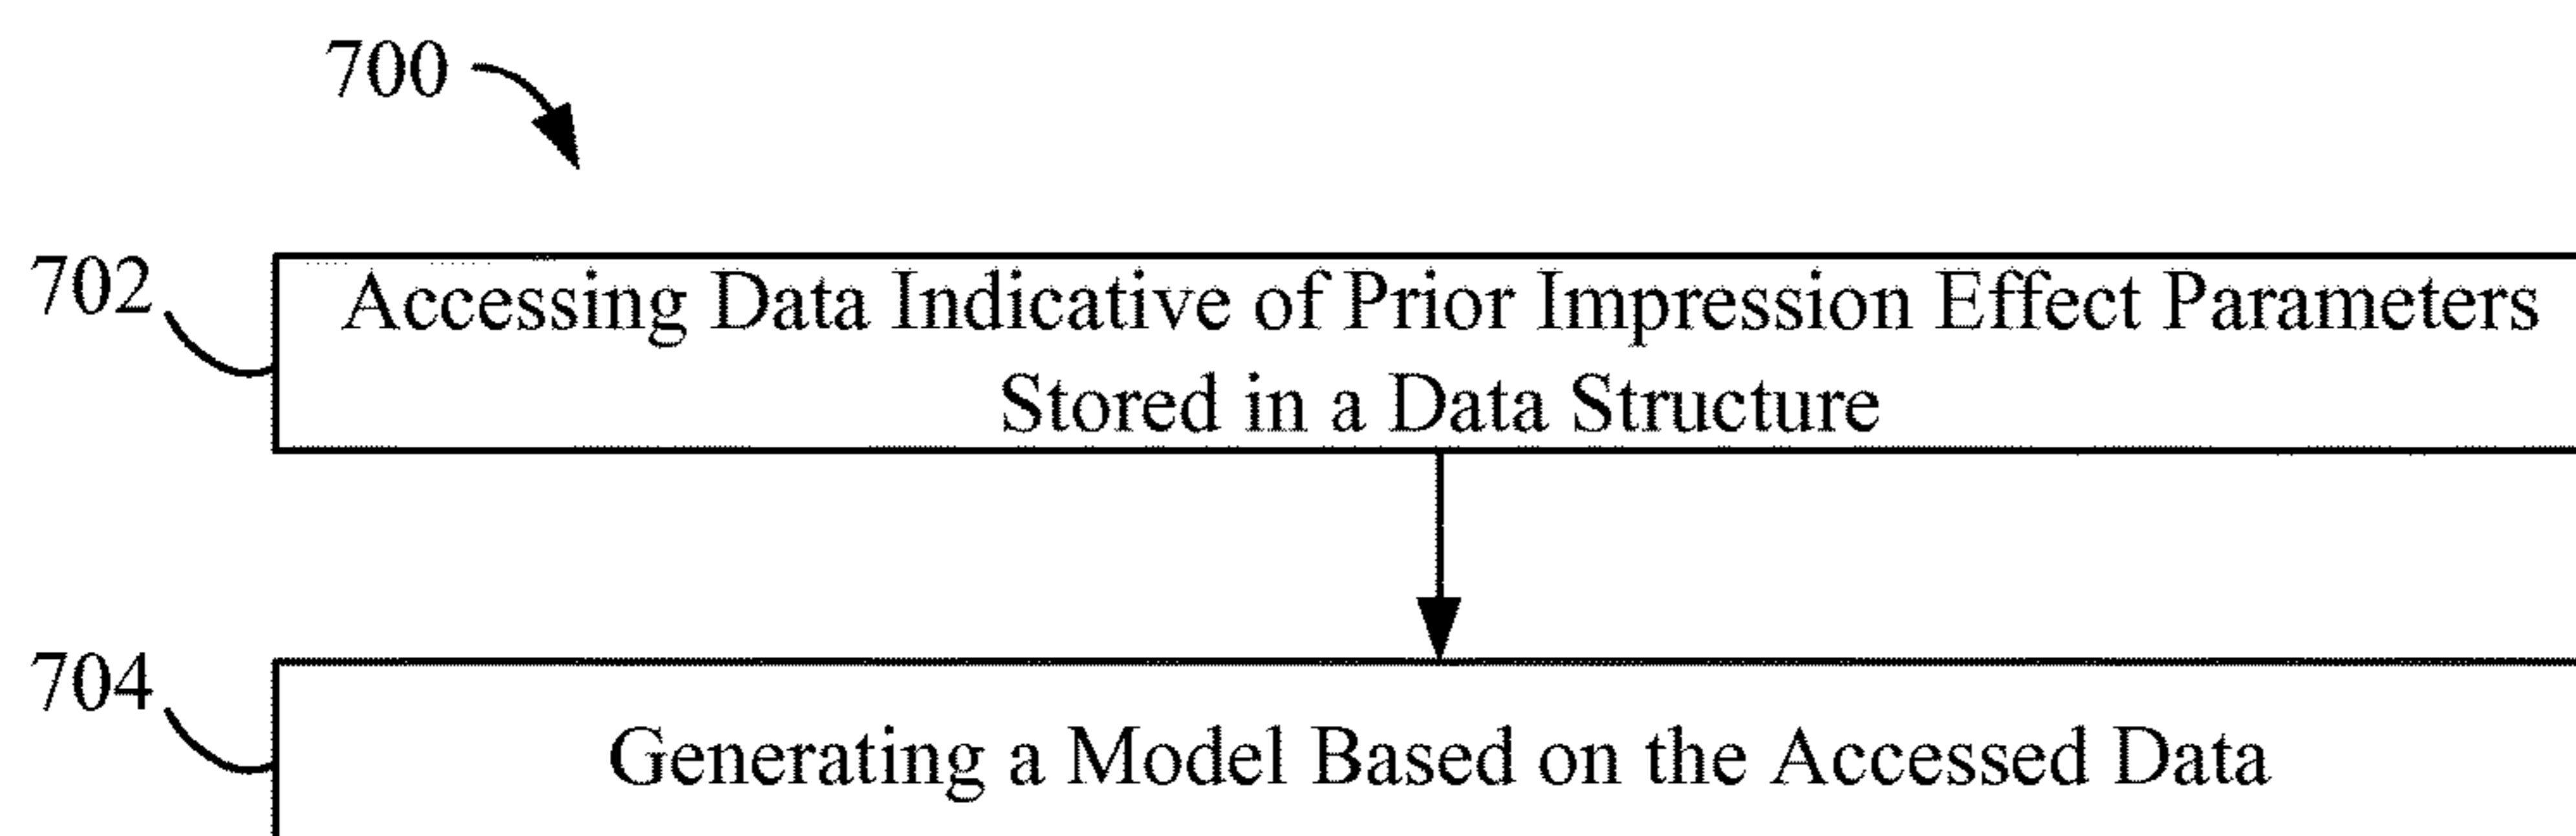 700
702
Accessing Data Indicative of Prior Impression Effect Parameters
Stored in a Data Structure
704
Generating a Model Based on the Accessed Data